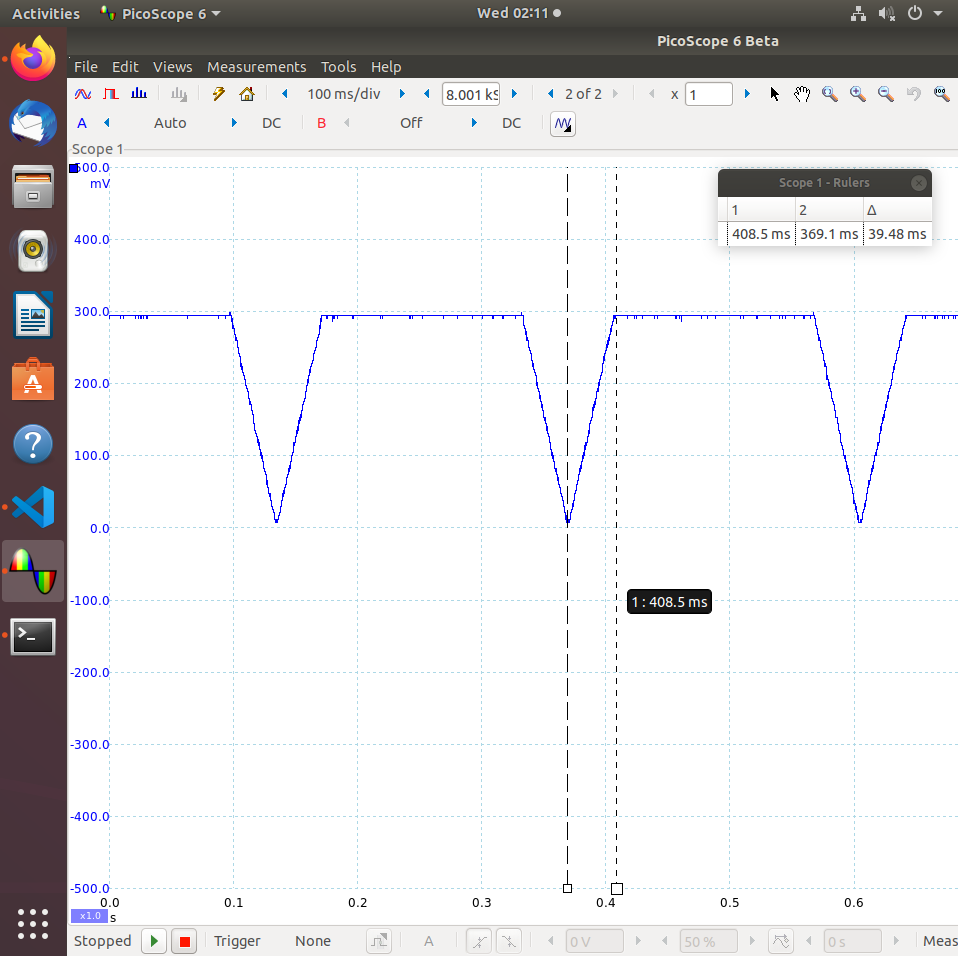 Activities PicoScope 6 Wed 02:11
PicoScope 6 Beta
File Edit Views Measurements Tools Help
100 ms/div 8.001 kS 2 of 2 x 1
A Auto DC B Off DC
Scope 1
500.0
mV
400.0
300.0
200.0
100.0
0.0
-100.0
-200.0
-300.0
-400.0
-500.0
Scope 1 - Rulers
1 2 Δ
408.5 ms 369.1 ms 39.48 ms
1 : 408.5 ms
0.0 0.1 0.2 0.3 0.4 0.5 0.6
x1.0 s
Stopped Trigger None A 0 V 50 % 0 s Meas